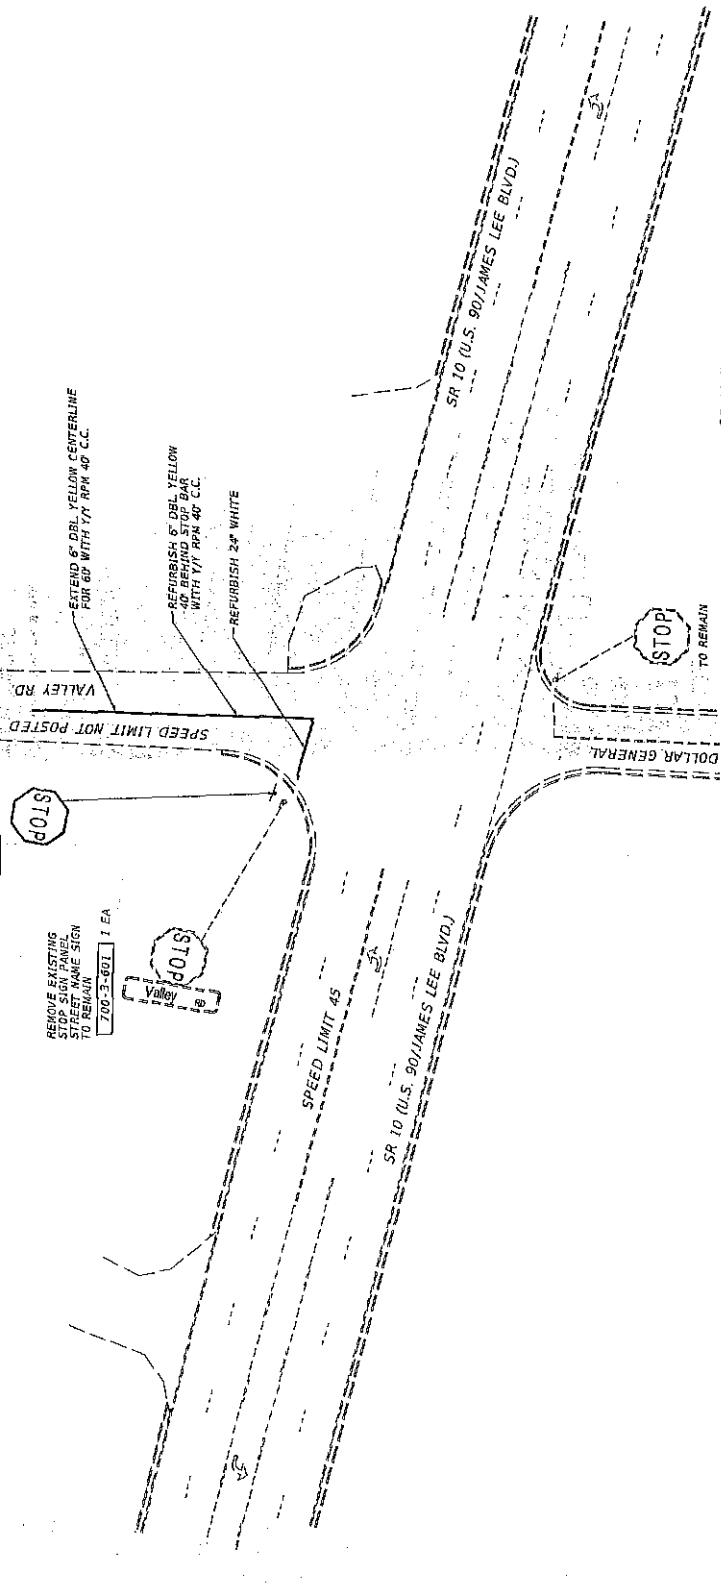 SR 10 (U.S. 90/JAMES LEE BLVD.)
EXTEND 6" DBL YELLOW CENTERLINE
FOR 60' WITH Y/Y RPM 40' C.C.
REFURBISH 6" DBL YELLOW
40' BEHIND STOP BAR
WITH Y/Y RPM 40' C.C.
REFURBISH 24" WHITE
VALLEY RD
SPEED LIMIT NOT POSTED
STOP
TO REMAIN
DOLLAR GENERAL
STOP
REMOVE EXISTING
STOP SIGN PANEL
STREET NAME SIGN
TO REMAIN
700-3-601 1 EA
STOP
Valley RD
SPEED LIMIT 45
SR 10 (U.S. 90/JAMES LEE BLVD.)